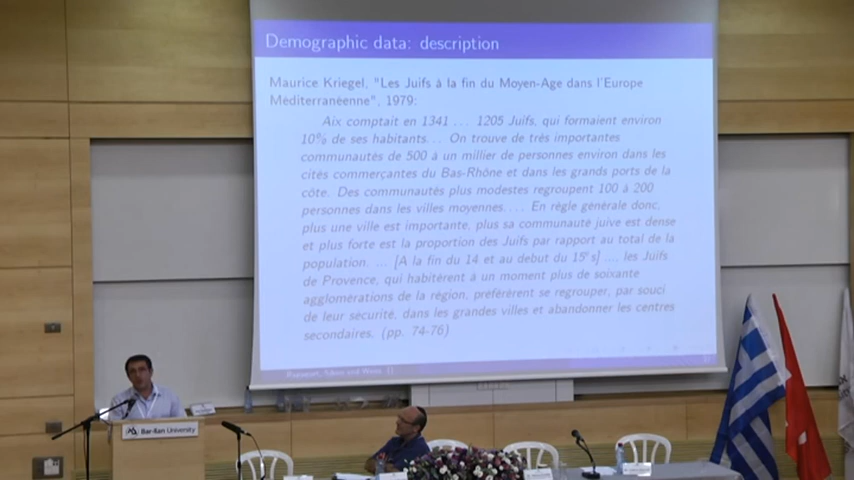 Demographic data: description
Maurice Kriegel, "Les Juifs à la fin du Moyen-Age dans l'Europe
Méditerranéenne", 1979:
Aix comptait en 1341 ... 1205 Juifs, qui formaient environ
10% de ses habitants... On trouve de très importantes
communautés de 500 à un millier de personnes environ dans les
cités commerçantes du Bas-Rhône et dans les grands ports de la
côte. Des communautés plus modestes regroupent 100 à 200
personnes dans les villes moyennes.... En règle générale donc,
plus une ville est importante, plus sa communauté juive est dense
et plus forte est la proportion des Juifs par rapport au total de la
population. ... [A la fin du 14 et au debut du 15e s] ..., les Juifs
de Provence, qui habitèrent à un moment plus de soixante
agglomérations de la région, préférèrent se regrouper, par souci
de leur sécurité, dans les grandes villes et abandonner les centres
secondaires. (pp. 74-76)
Bar-Ilan University